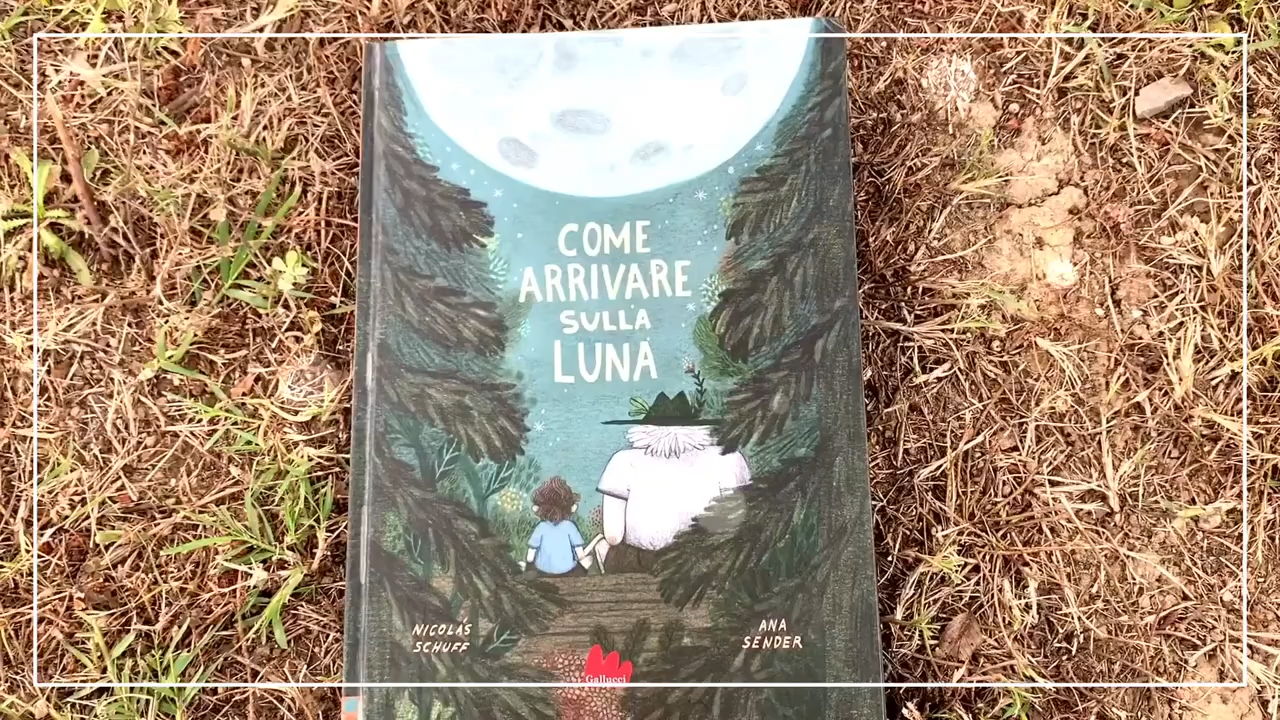 COME
ARRIVARE
SULLA
LUNA
NICOLÁS
SCHUFF
ANA
SENDER
Gallucci